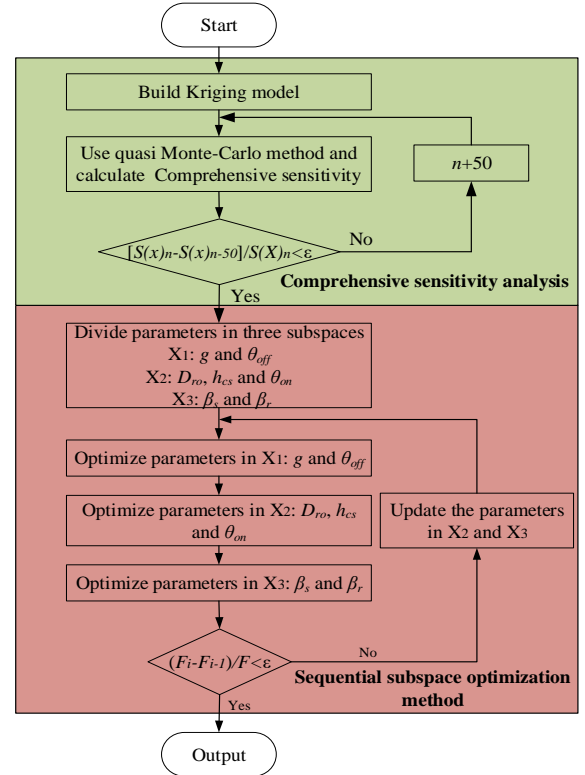 Start
Build Kriging model
Use quasi Monte-Carlo method and
calculate Comprehensive sensitivity
n+50
[S(x)n-S(x)n-50]/S(X)n<ε
No
Comprehensive sensitivity analysis
Yes
Divide parameters in three subspaces
X1: g and θoff
X2: Dro, hcs and θon
X3: βs and βr
Optimize parameters in X1: g and θoff
Optimize parameters in X2: Dro, hcs
and θon
Update the parameters
in X2 and X3
Optimize parameters in X3: βs and βr
(Fi-Fi-1)/F<ε
No
Sequential subspace optimization
method
Yes
Output